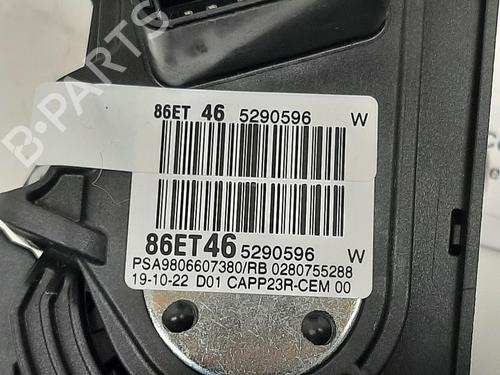 86ET 46 5290596 W
86ET46 5290596 W
PSA9806607380/RB 0280755288
19-10-22 D01 CAPP23R-CEM 00
B-PARTS